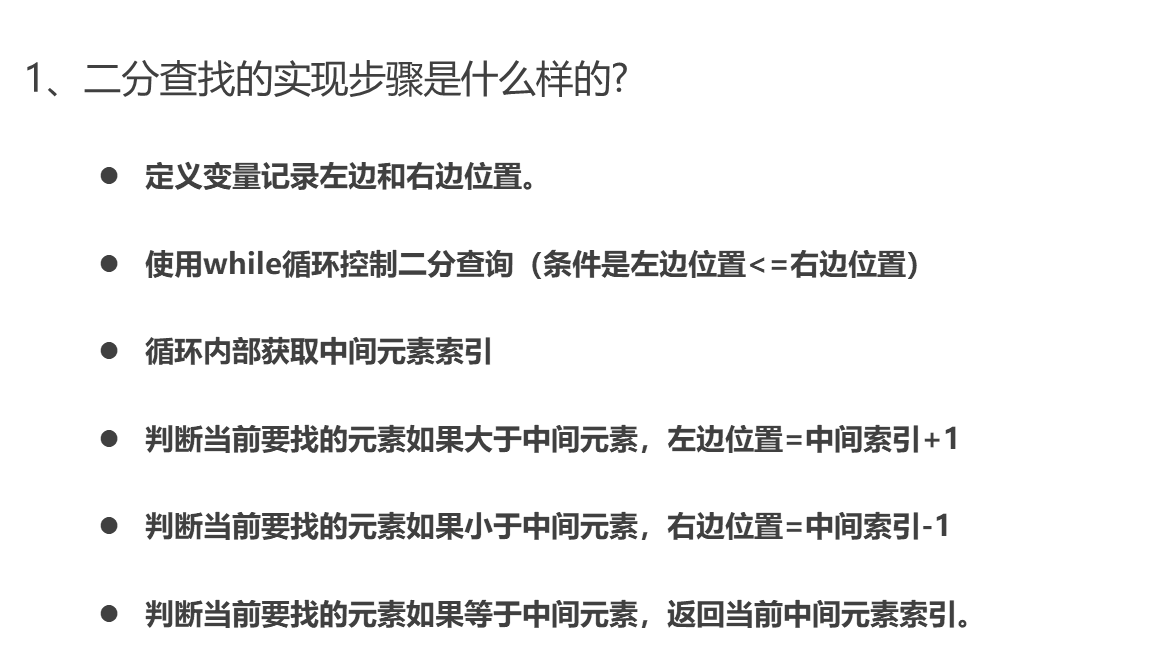 1、二分查找的实现步骤是什么样的?
● 定义变量记录左边和右边位置。
● 使用while循环控制二分查询（条件是左边位置<=右边位置）
● 循环内部获取中间元素索引
● 判断当前要找的元素如果大于中间元素，左边位置=中间索引+1
● 判断当前要找的元素如果小于中间元素，右边位置=中间索引-1
● 判断当前要找的元素如果等于中间元素，返回当前中间元素索引。